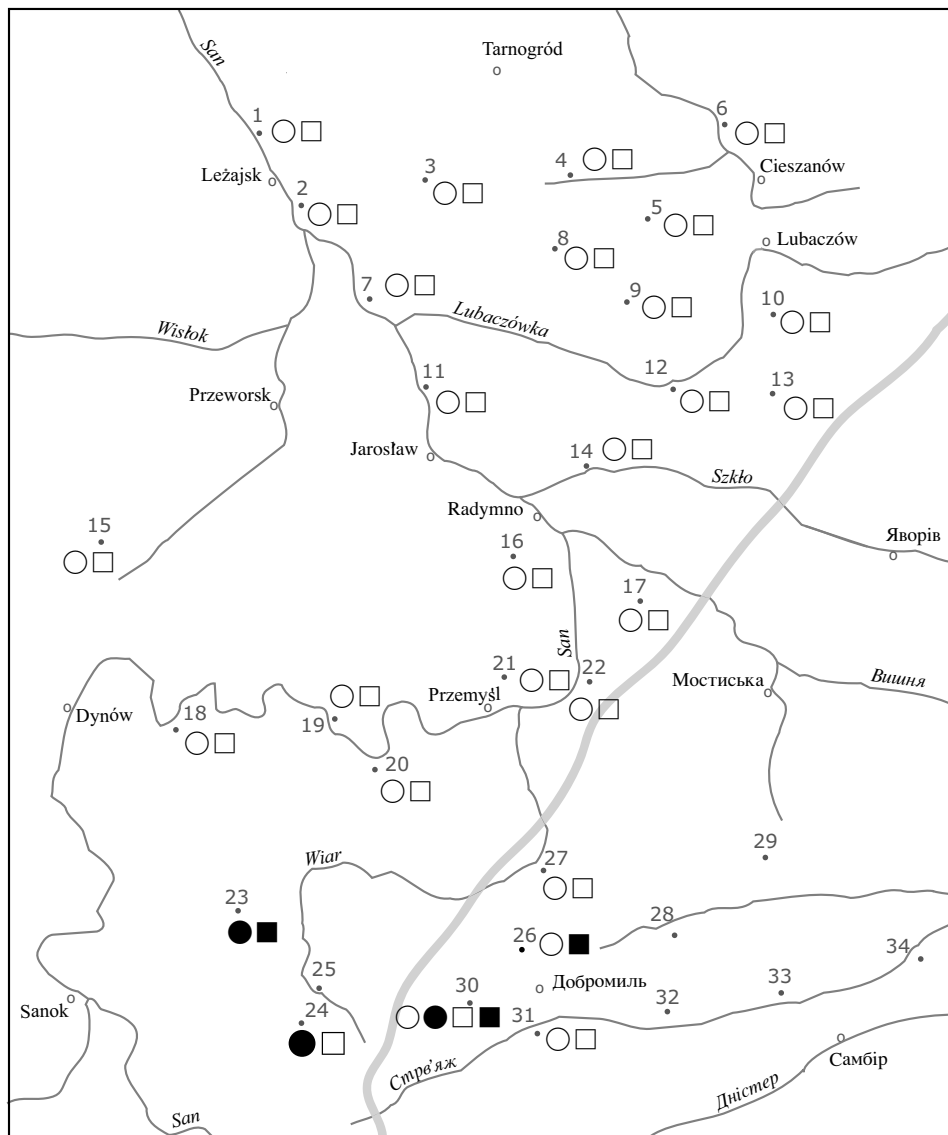 San
Tarnogród
6
1
3
4
Leżajsk
Cieszanów
2
5
8
Lubaczów
7
9
10
Lubaczówka
Wisłok
11
12
13
Przeworsk
Jarosław
14
Szkło
Radymno
15
16
Яворів
17
San
21
22
Мостиська
Вишня
Przemyśl
Dynów
18
19
20
29
Wiar
27
23
28
26
34
25
33
Добромиль
30
32
Sanok
24
31
Самбір
Стрв'яж
Дністер
San